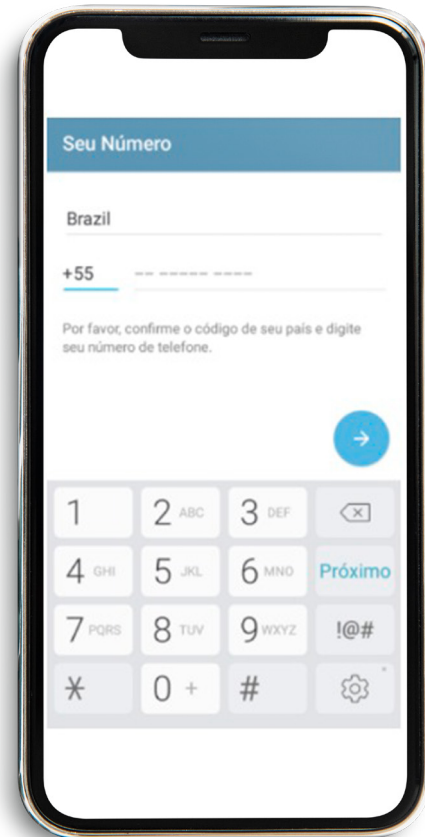 Seu Número
Brazil
+55 -- ----- ----
Por favor, confirme o código de seu país e digite
seu número de telefone.
1 2 ABC 3 DEF
4 GHI 5 JKL 6 MNO Próximo
7 PQRS 8 TUV 9 WXYZ !@#
* 0 + #